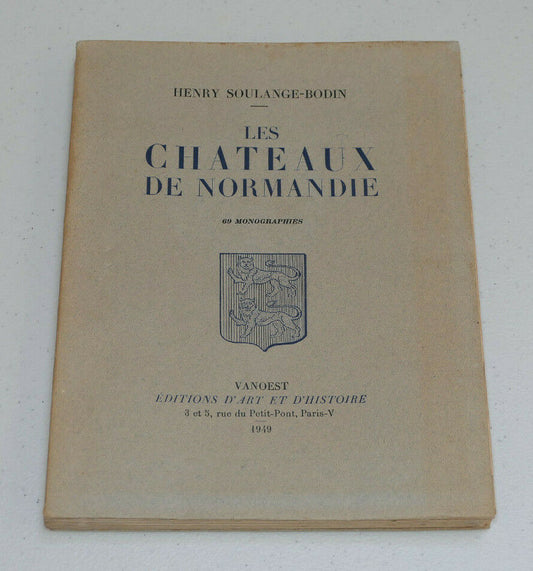 HENRY SOULANGE-BODIN
LES
CHATEAUX
DE NORMANDIE
69 MONOGRAPHIES
VANOEST
ÉDITIONS D'ART ET D'HISTOIRE
3 et 5, rue du Petit-Pont, Paris-V
1949